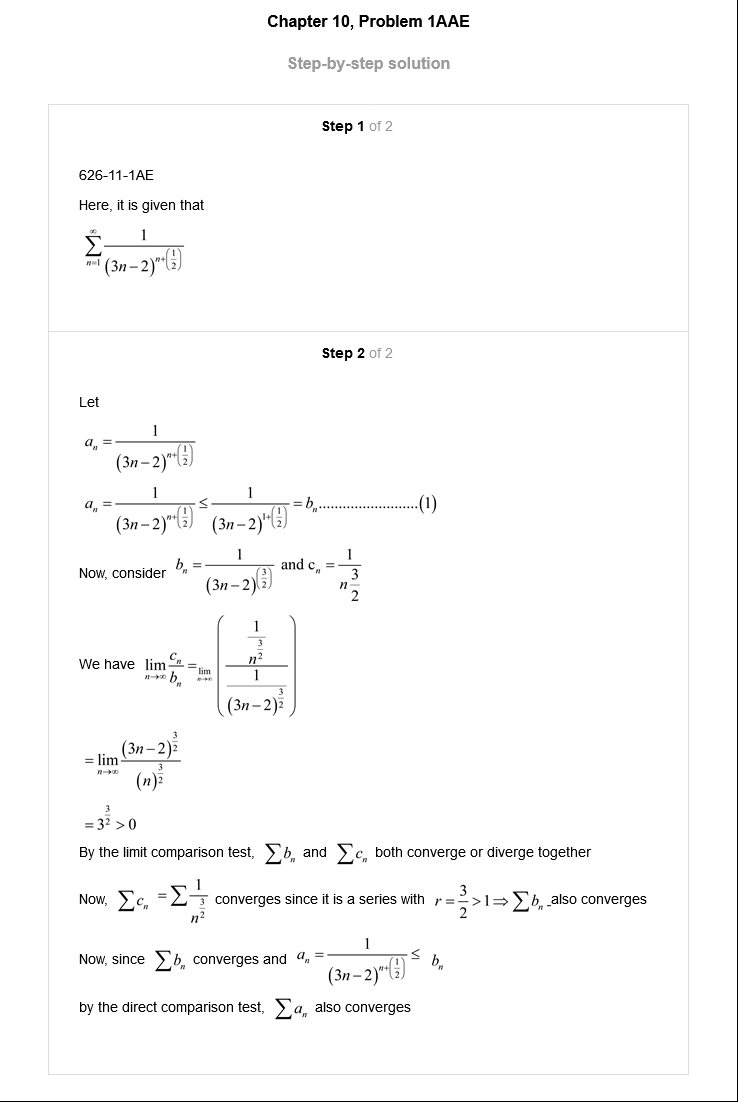 Chapter 10, Problem 1AAE
Step-by-step solution
Step 1 of 2
626-11-1AE
Here, it is given that
$\sum_{n=1}^{\infty} \frac{1}{(3n-2)^{n+\left(\frac{1}{2}\right)}}$
Step 2 of 2
Let
$a_n = \frac{1}{(3n-2)^{n+\left(\frac{1}{2}\right)}}$
$a_n = \frac{1}{(3n-2)^{n+\left(\frac{1}{2}\right)}} \leq \frac{1}{(3n-2)^{1+\left(\frac{1}{2}\right)}} = b_n$.........................(1)
Now, consider $b_n = \frac{1}{(3n-2)^{\left(\frac{3}{2}\right)}}$ and $c_n = \frac{1}{n\frac{3}{2}}$
We have $\lim_{n\to\infty} \frac{c_n}{b_n} = \lim_{n\to\infty} \left( \frac{\frac{1}{n^{\frac{3}{2}}}}{\frac{1}{(3n-2)^{\frac{3}{2}}}} \right)$
$= \lim_{n\to\infty} \frac{(3n-2)^{\frac{3}{2}}}{(n)^{\frac{3}{2}}}$
$= 3^{\frac{3}{2}} > 0$
By the limit comparison test, $\sum b_n$ and $\sum c_n$ both converge or diverge together
Now, $\sum c_n = \sum \frac{1}{n^{\frac{3}{2}}}$ converges since it is a series with $r = \frac{3}{2} > 1 \Rightarrow \sum b_n$ also converges
Now, since $\sum b_n$ converges and $a_n = \frac{1}{(3n-2)^{n+\left(\frac{1}{2}\right)}} \leq b_n$
by the direct comparison test, $\sum a_n$ also converges